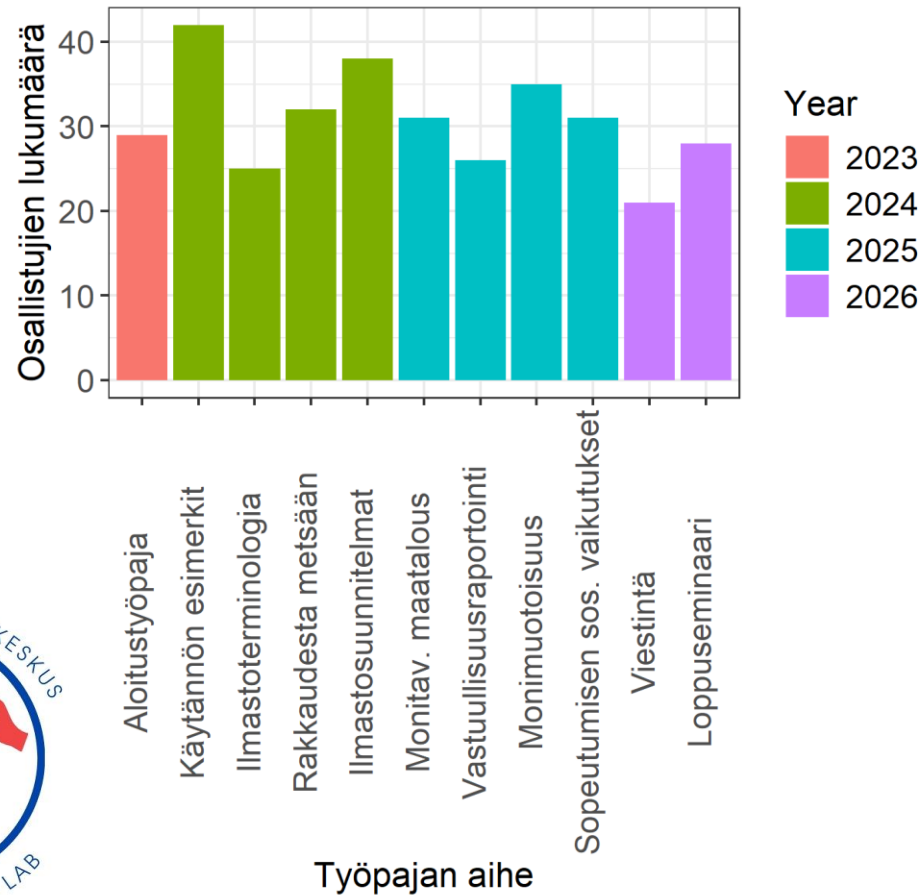 Osallistujien lukumäärä
40
30
20
10
0
Aloitustyöpaja
Käytännön esimerkit
Ilmastoterminologia
Rakkaudesta metsään
Ilmastosuunnitelmat
Monitav. maatalous
Vastuullisuusraportointi
Monimuotoisuus
Sopeutumisen sos. vaikutukset
Viestintä
Loppuseminaari
Työpajan aihe
Year
2023
2024
2025
2026
KESKUS
LAB